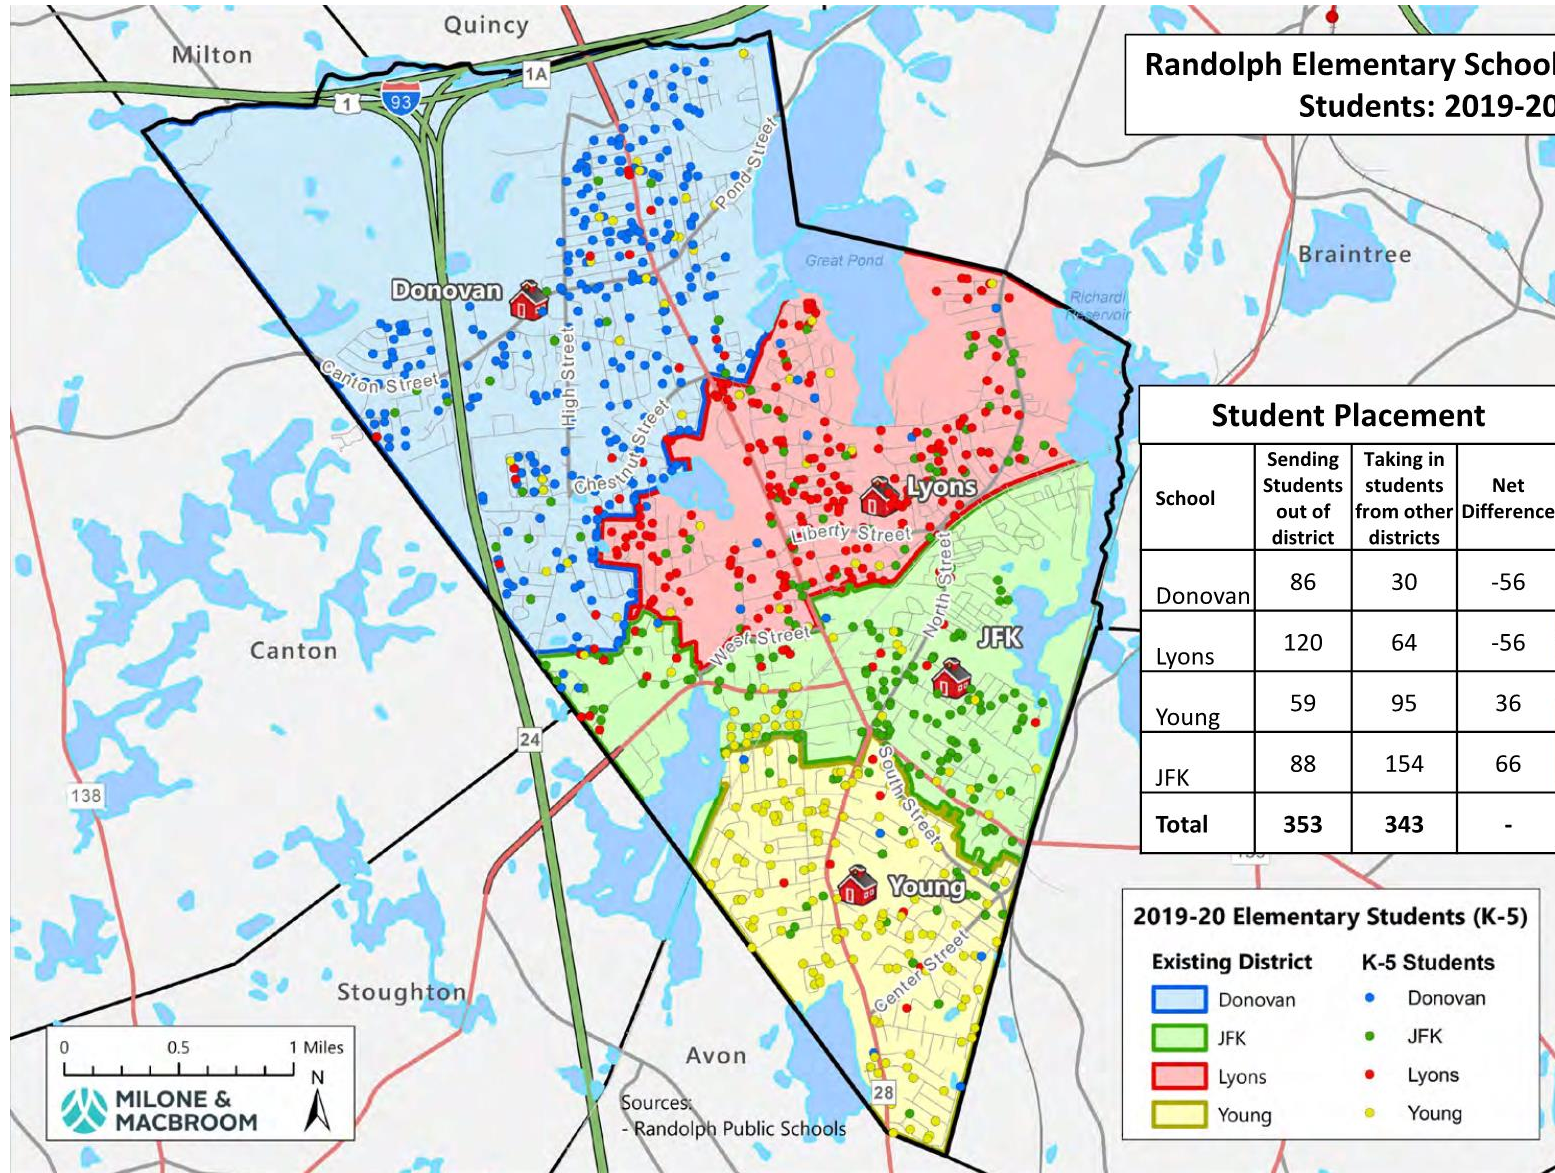 Quincy
Milton
1A
1
93
Randolph Elementary School
Students: 2019-20
Pond Street
Great Pond
Braintree
Richardi
Reservoir
Donovan
Canton Street
High Street
Chestnut Street
Lyons
Liberty Street
North Street
West Street
JFK
Canton
24
138
South Street
Young
Center Street
Stoughton
Avon
28
Student Placement
School
Sending
Students
out of
district
Taking in
students
from other
districts
Net
Difference
Donovan 86 30 -56
Lyons 120 64 -56
Young 59 95 36
JFK 88 154 66
Total 353 343 -
2019-20 Elementary Students (K-5)
Existing District K-5 Students
Donovan Donovan
JFK JFK
Lyons Lyons
Young Young
0 0.5 1 Miles
N
MILONE &
MACBROOM
Sources:
- Randolph Public Schools